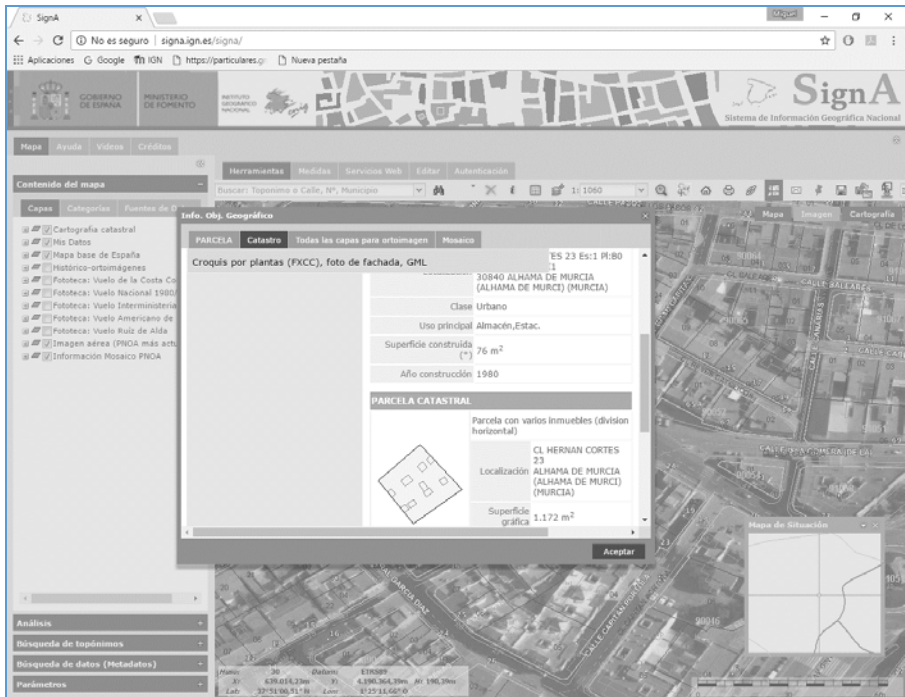 SignA
Miguel
No es seguro | signa.ign.es/signa/
Aplicaciones Google IGN https://particulares.g Nueva pestaña
GOBIERNO DE ESPAÑA
MINISTERIO DE FOMENTO
INSTITUTO GEOGRÁFICO NACIONAL
SignA
Sistema de Información Geográfica Nacional
Mapa Ayuda Vídeos Créditos
Herramientas Medidas Servicios Web Editar Autenticación
Contenido del mapa
Buscar: Toponimo o Calle, Nº, Municipio
1: 1060
Capas Categorías Fuentes de D
Mapa Imagen Cartografía
Cartografía catastral
Mis Datos
Mapa base de España
Histórico-ortoimágenes
Fototeca: Vuelo de la Costa Co
Fototeca: Vuelo Nacional 1980/
Fototeca: Vuelo Interministeria
Fototeca: Vuelo Americano de
Fototeca: Vuelo Ruiz de Alda
Imagen aérea (PNOA más actu
Información Mosaico PNOA
Info. Obj. Geográfico
PARCELA Catastro Todas las capas para ortoimagen Mosaico
Croquis por plantas (FXCC), foto de fachada, GML
TES 23 Es:1 Pl:B0
30840 ALHAMA DE MURCIA
(ALHAMA DE MURCI) (MURCIA)
Clase Urbano
Uso principal Almacén,Estac.
Superficie construida (*) 76 m²
Año construcción 1980
PARCELA CATASTRAL
Parcela con varios inmuebles (division
horizontal)
CL HERNAN CORTES
23
Localización ALHAMA DE MURCIA
(ALHAMA DE MURCI)
(MURCIA)
Superficie gráfica 1.172 m²
Aceptar
Mapa de Situación
CALLE CAPITAN PORTOLA
90046
Análisis
Búsqueda de topónimos
Búsqueda de datos (Metadatos)
Parámetros
Huso: 30 Datum: ETRS89